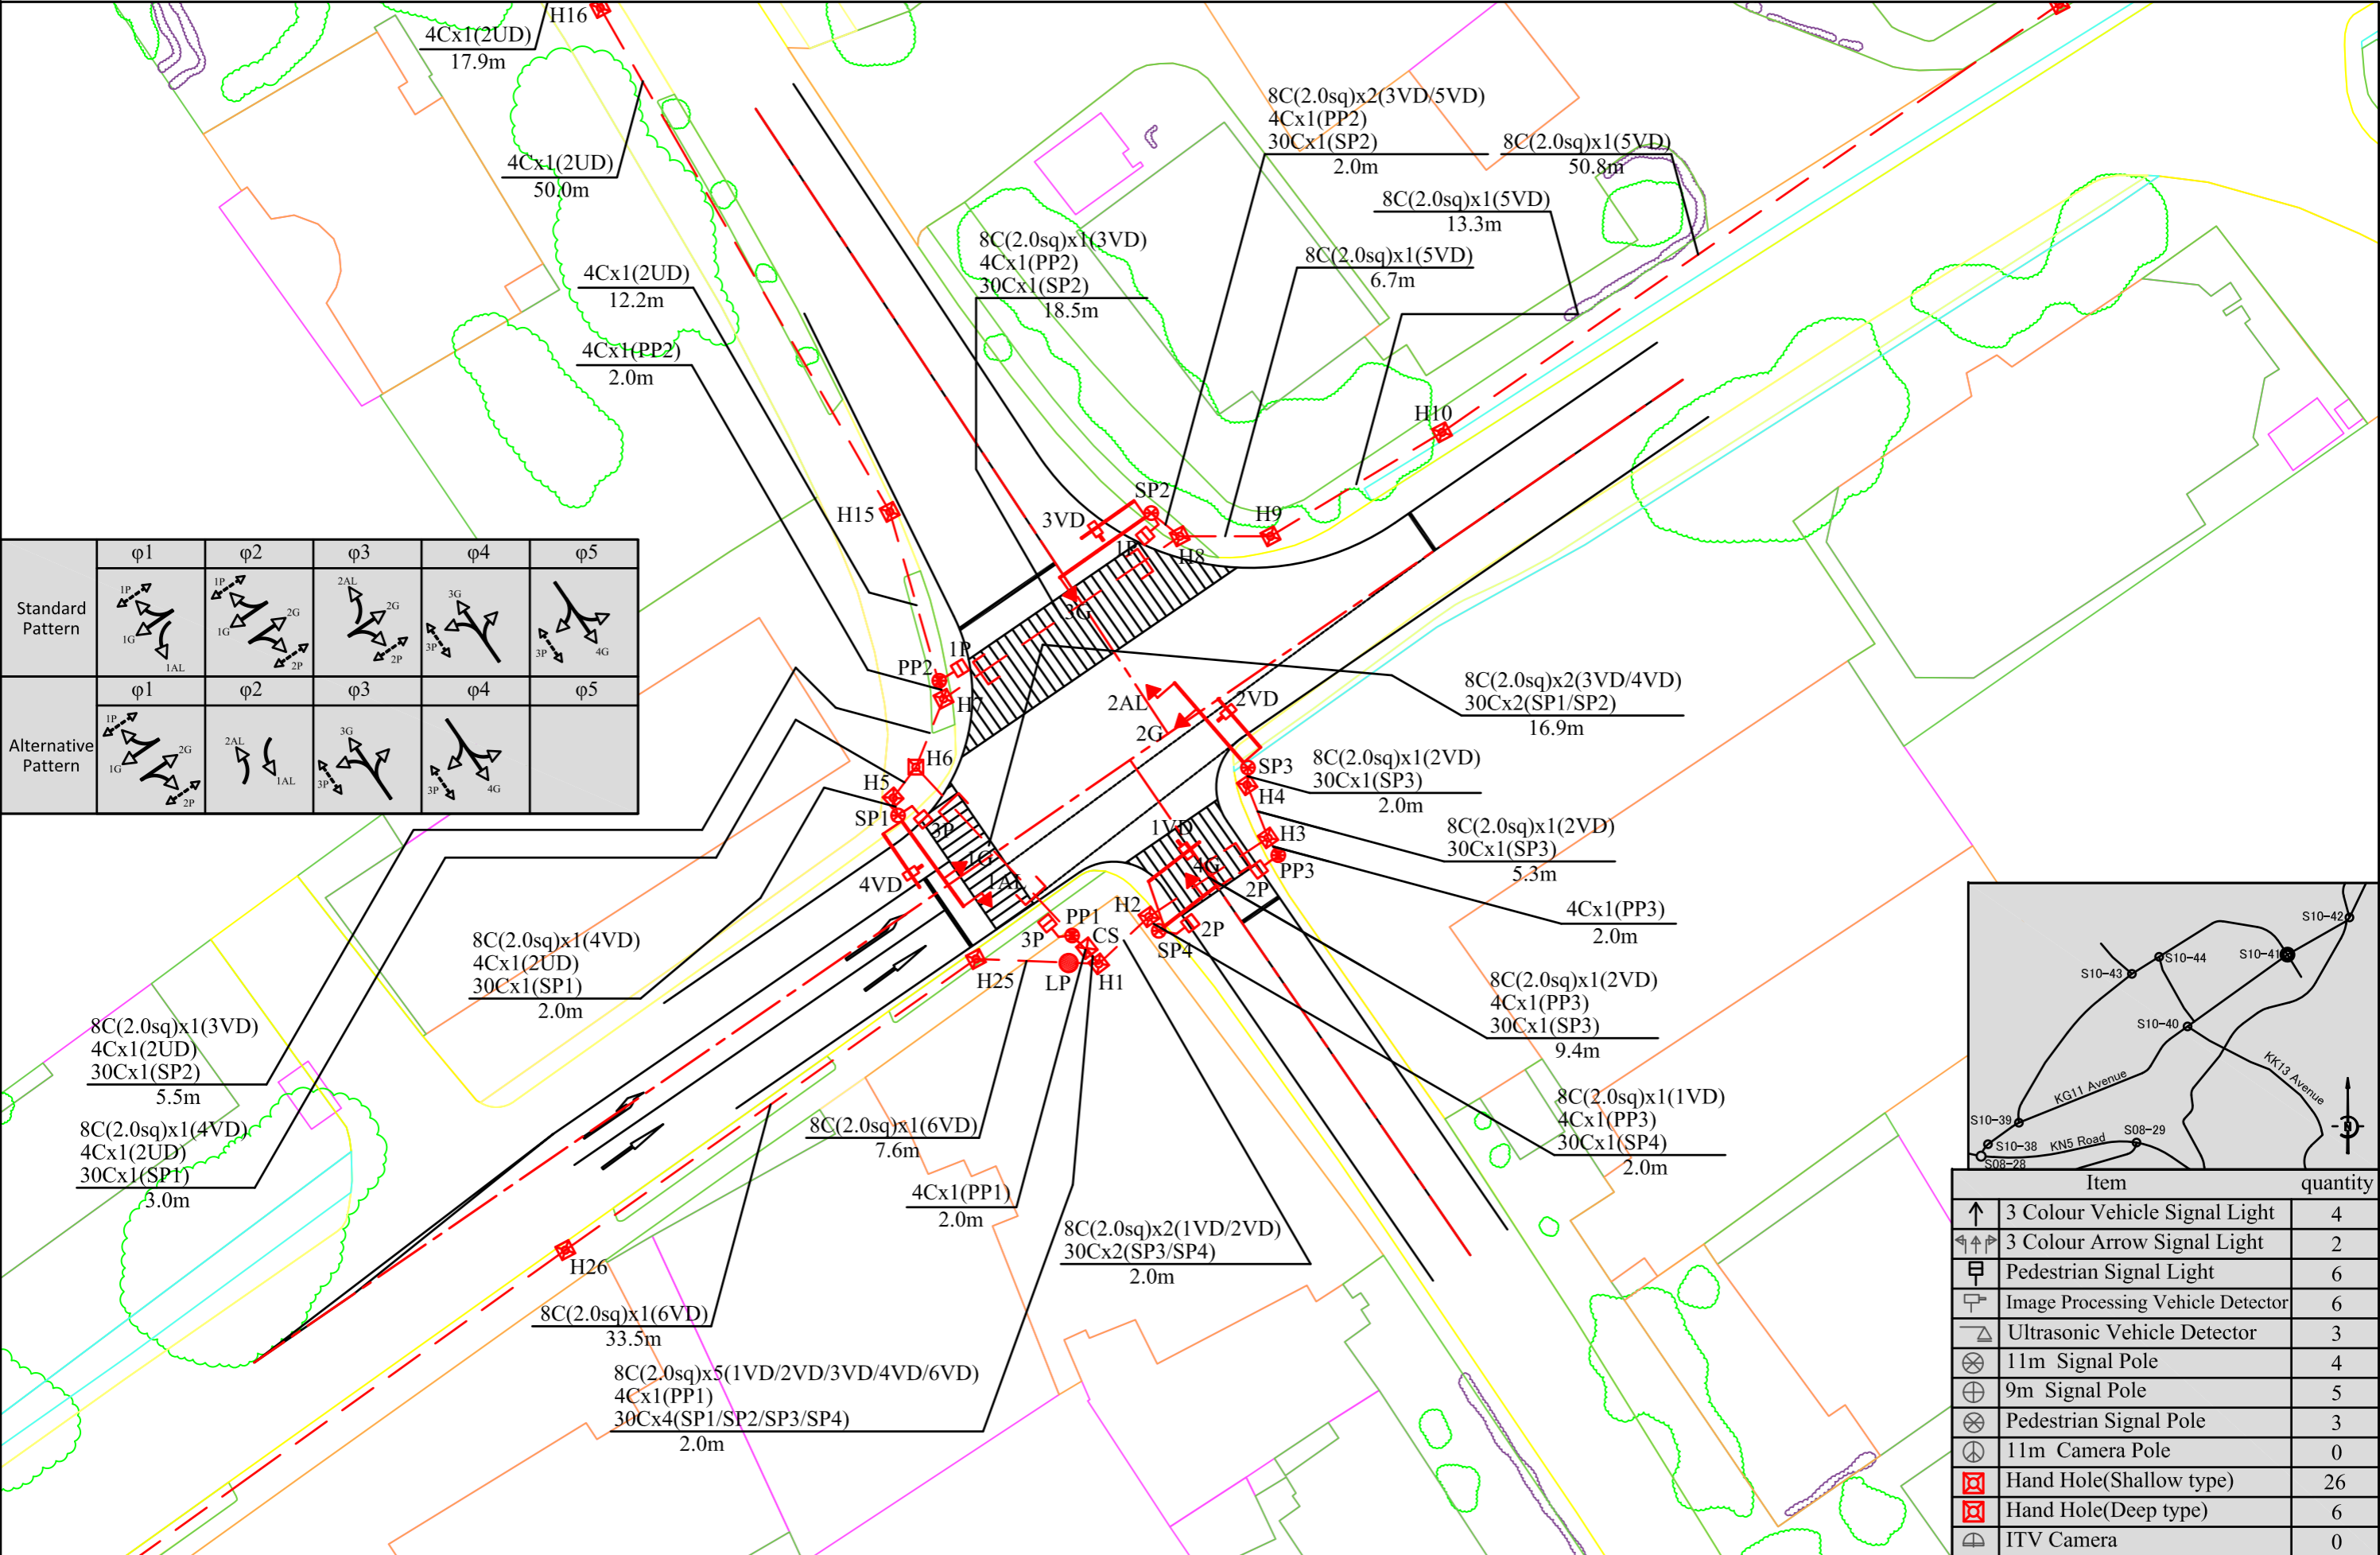 H16
4Cx1(2UD)
17.9m
4Cx1(2UD)
50.0m
4Cx1(2UD)
12.2m
4Cx1(PP2)
2.0m
8C(2.0sq)x1(3VD)
4Cx1(PP2)
30Cx1(SP2)
18.5m
8C(2.0sq)x2(3VD/5VD)
4Cx1(PP2)
30Cx1(SP2)
2.0m
8C(2.0sq)x1(5VD)
50.8m
8C(2.0sq)x1(5VD)
13.3m
8C(2.0sq)x1(5VD)
6.7m
H10
SP2
3VD
H15
H9
1P
H8
3G
1P
PP2
H7
2AL
2VD
2G
H6
H5
SP1
3P
1G
1AL
4VD
SP3
H4
1VD
H3
4G
PP3
2P
H2
2P
SP4
PP1
3P
CS
H25
LP
H1
H26
φ1
φ2
φ3
φ4
φ5
Standard
Pattern
1P
1G
1AL
1P
1G
2G
2P
2AL
2G
2P
3G
3P
3P
4G
φ1
φ2
φ3
φ4
φ5
Alternative
Pattern
1P
1G
2G
2P
2AL
1AL
3G
3P
3P
4G
8C(2.0sq)x2(3VD/4VD)
30Cx2(SP1/SP2)
16.9m
8C(2.0sq)x1(2VD)
30Cx1(SP3)
2.0m
8C(2.0sq)x1(2VD)
30Cx1(SP3)
5.3m
4Cx1(PP3)
2.0m
8C(2.0sq)x1(2VD)
4Cx1(PP3)
30Cx1(SP3)
9.4m
8C(2.0sq)x1(1VD)
4Cx1(PP3)
30Cx1(SP4)
2.0m
8C(2.0sq)x1(4VD)
4Cx1(2UD)
30Cx1(SP1)
2.0m
8C(2.0sq)x1(3VD)
4Cx1(2UD)
30Cx1(SP2)
5.5m
8C(2.0sq)x1(4VD)
4Cx1(2UD)
30Cx1(SP1)
3.0m
8C(2.0sq)x1(6VD)
7.6m
4Cx1(PP1)
2.0m
8C(2.0sq)x2(1VD/2VD)
30Cx2(SP3/SP4)
2.0m
8C(2.0sq)x1(6VD)
33.5m
8C(2.0sq)x5(1VD/2VD/3VD/4VD/6VD)
4Cx1(PP1)
30Cx4(SP1/SP2/SP3/SP4)
2.0m
S10-42
S10-44
S10-41
S10-43
S10-40
KK13 Avenue
KG11 Avenue
S10-39
S10-38
KN5 Road
S08-29
S08-28
N
Item quantity
3 Colour Vehicle Signal Light 4
3 Colour Arrow Signal Light 2
Pedestrian Signal Light 6
Image Processing Vehicle Detector 6
Ultrasonic Vehicle Detector 3
11m Signal Pole 4
9m Signal Pole 5
Pedestrian Signal Pole 3
11m Camera Pole 0
Hand Hole(Shallow type) 26
Hand Hole(Deep type) 6
ITV Camera 0